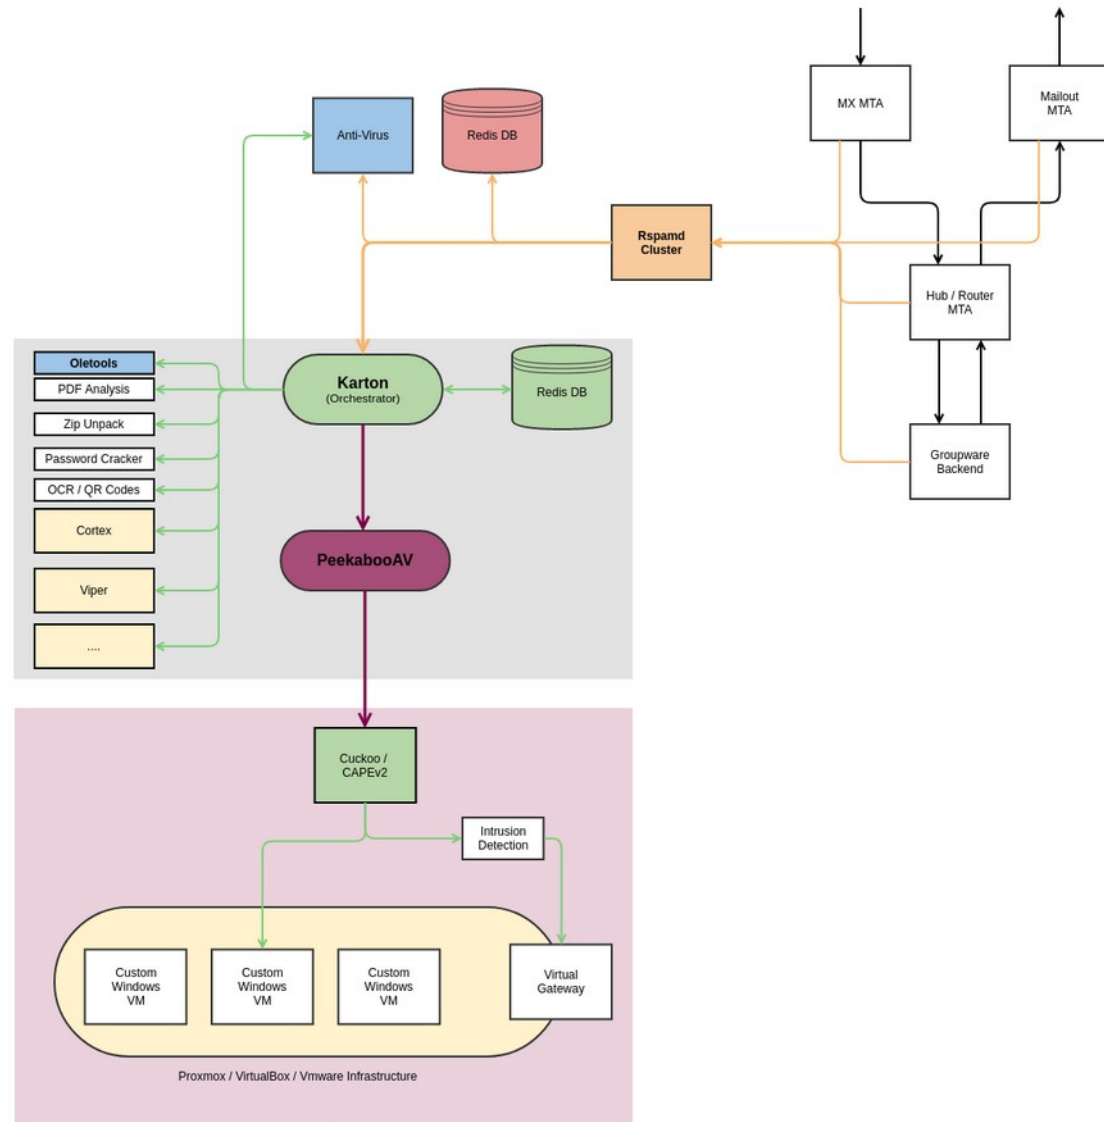 MX MTA
Mailout
MTA
Anti-Virus
Redis DB
Rspamd
Cluster
Hub / Router
MTA
Oletools
PDF Analysis
Zip Unpack
Password Cracker
OCR / QR Codes
Cortex
Viper
....
Karton
(Orchestrator)
Redis DB
Groupware
Backend
PeekabooAV
Cuckoo /
CAPEv2
Intrusion
Detection
Custom
Windows
VM
Custom
Windows
VM
Custom
Windows
VM
Virtual
Gateway
Proxmox / VirtualBox / Vmware Infrastructure